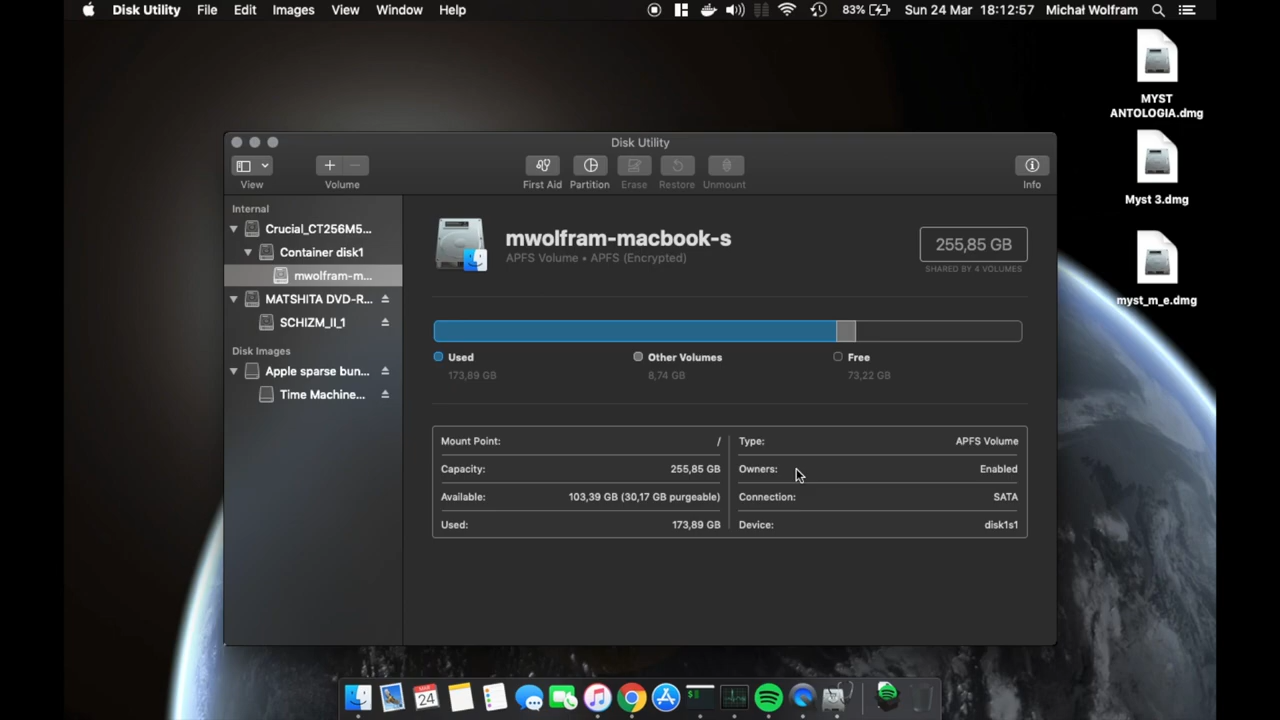 Disk Utility File Edit Images View Window Help 83% Sun 24 Mar 18:12:57 Michał Wolfram
MYST
ANTOLOGIA.dmg
Myst 3.dmg
myst_m_e.dmg
Disk Utility
View Volume First Aid Partition Erase Restore Unmount Info
Internal
Crucial_CT256M5...
Container disk1
mwolfram-m...
MATSHITA DVD-R...
SCHIZM_II_1
Disk Images
Apple sparse bun...
Time Machine...
mwolfram-macbook-s
APFS Volume • APFS (Encrypted)
255,85 GB
SHARED BY 4 VOLUMES
Used Other Volumes Free
173,89 GB 8,74 GB 73,22 GB
Mount Point: / Type: APFS Volume
Capacity: 255,85 GB Owners: Enabled
Available: 103,39 GB (30,17 GB purgeable) Connection: SATA
Used: 173,89 GB Device: disk1s1
24